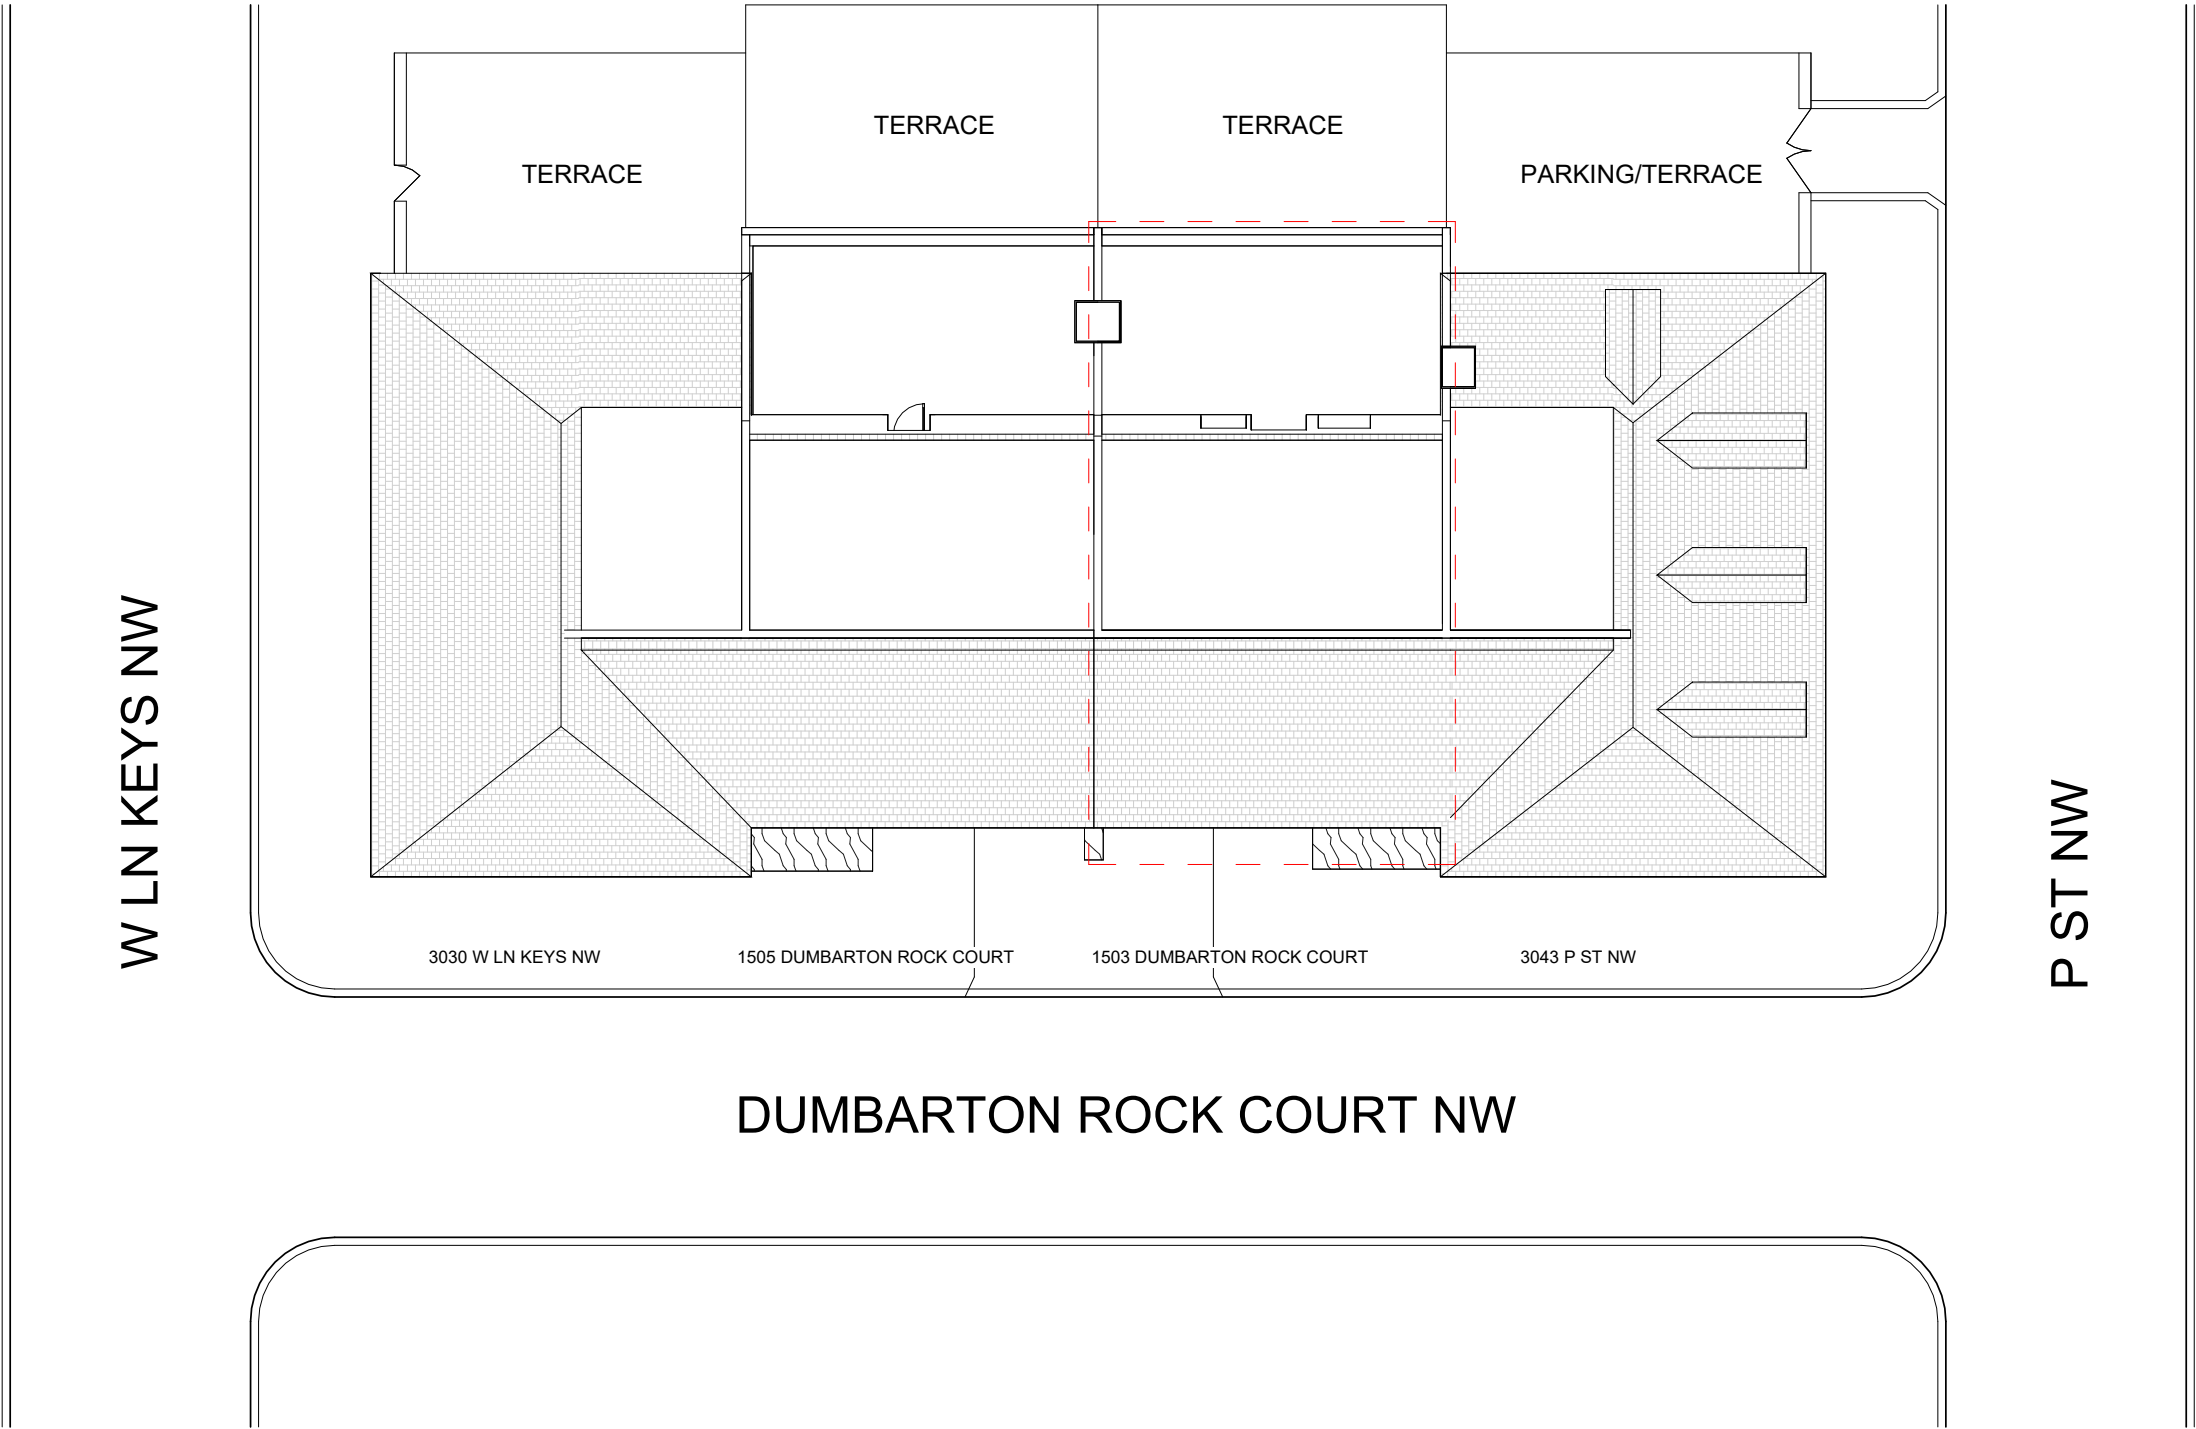 TERRACE
TERRACE
TERRACE
PARKING/TERRACE
W LN KEYS NW
P ST NW
3030 W LN KEYS NW
1505 DUMBARTON ROCK COURT
1503 DUMBARTON ROCK COURT
3043 P ST NW
DUMBARTON ROCK COURT NW